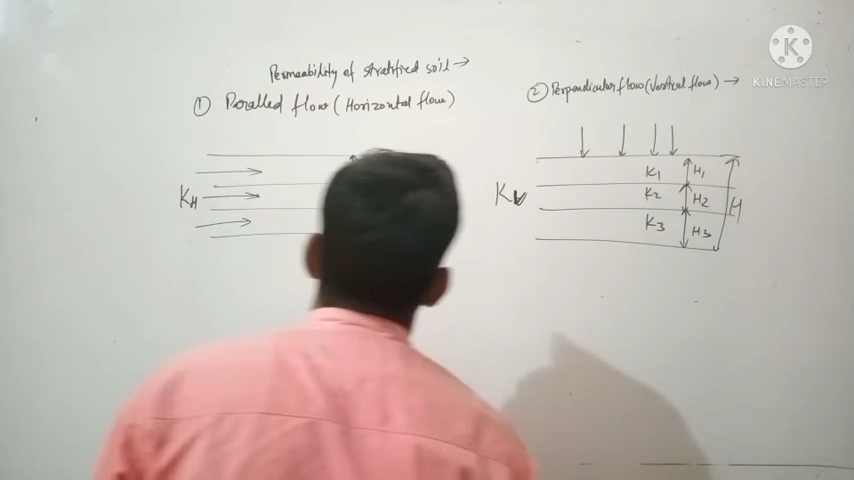 Permeability of stratified soil →
① Paralled flow (Horizontal flow)
② Perpendicular flow (Vertical flow) →
KH
KV
K1 H1
K2 H2
K3 H3
H
K
KINEMASTER